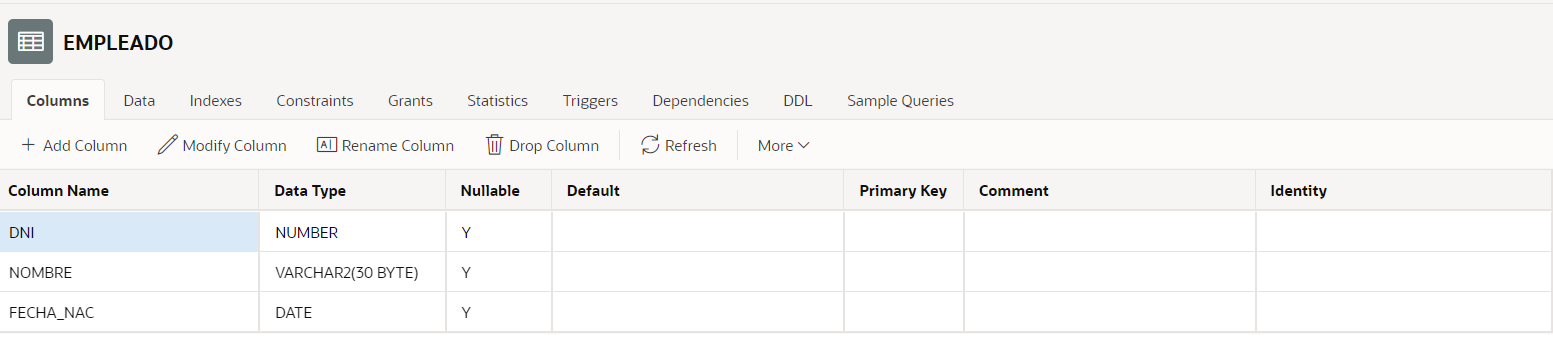 EMPLEADO
Columns Data Indexes Constraints Grants Statistics Triggers Dependencies DDL Sample Queries
+ Add Column Modify Column A Rename Column Drop Column Refresh More
Column Name Data Type Nullable Default Primary Key Comment Identity
DNI NUMBER Y
NOMBRE VARCHAR2(30 BYTE) Y
FECHA_NAC DATE Y